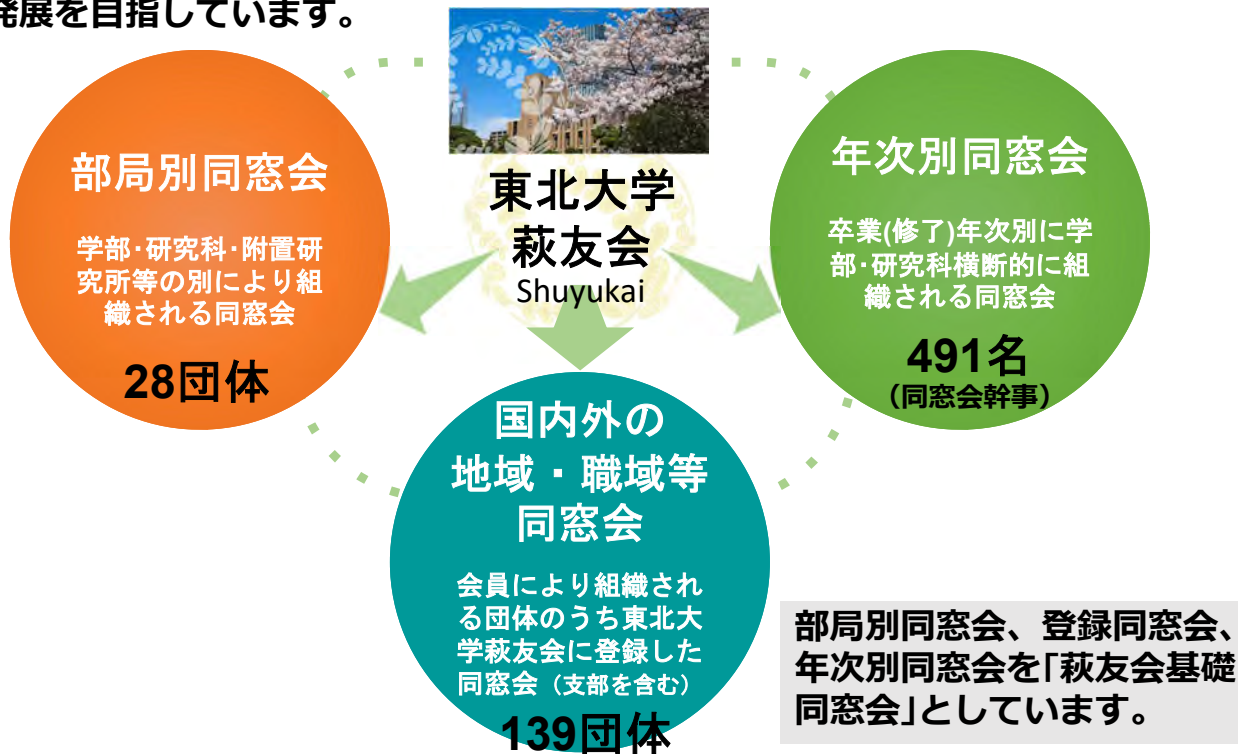 発展を目指しています。
東北大学
萩友会
Shuyukai
部局別同窓会
学部･研究科･附置研
究所等の別により組
織される同窓会
28団体
年次別同窓会
卒業(修了)年次別に学
部･研究科横断的に組
織される同窓会
491名
（同窓会幹事）
国内外の
地域・職域等
同窓会
会員により組織され
る団体のうち東北大
学萩友会に登録した
同窓会（支部を含む）
139団体
部局別同窓会、登録同窓会、
年次別同窓会を｢萩友会基礎
同窓会｣としています。